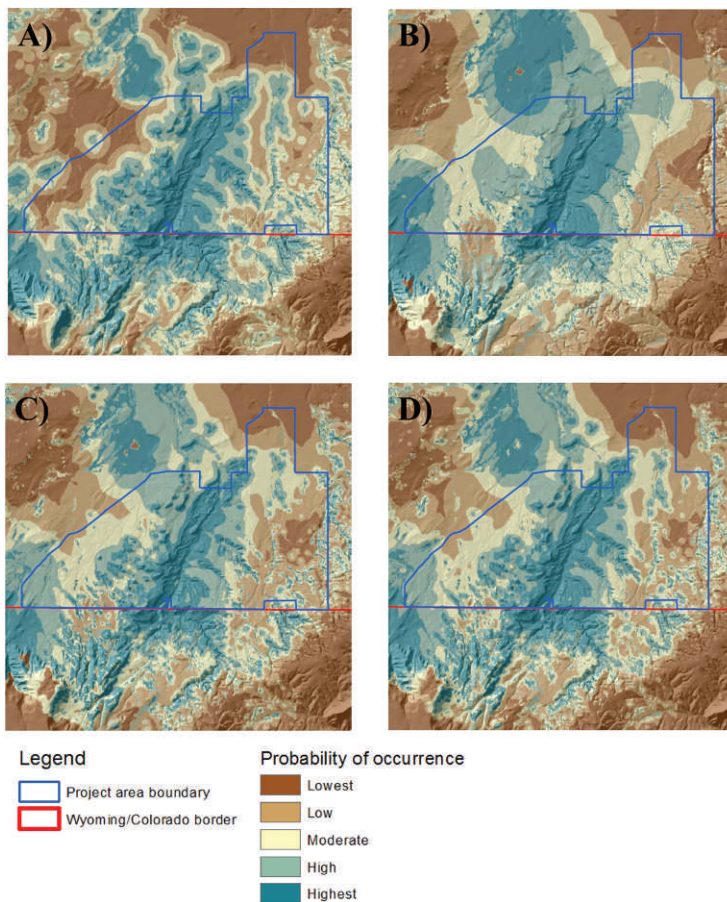 A)
B)
C)
D)
Legend
Project area boundary
Wyoming/Colorado border
Probability of occurrence
Lowest
Low
Moderate
High
Highest